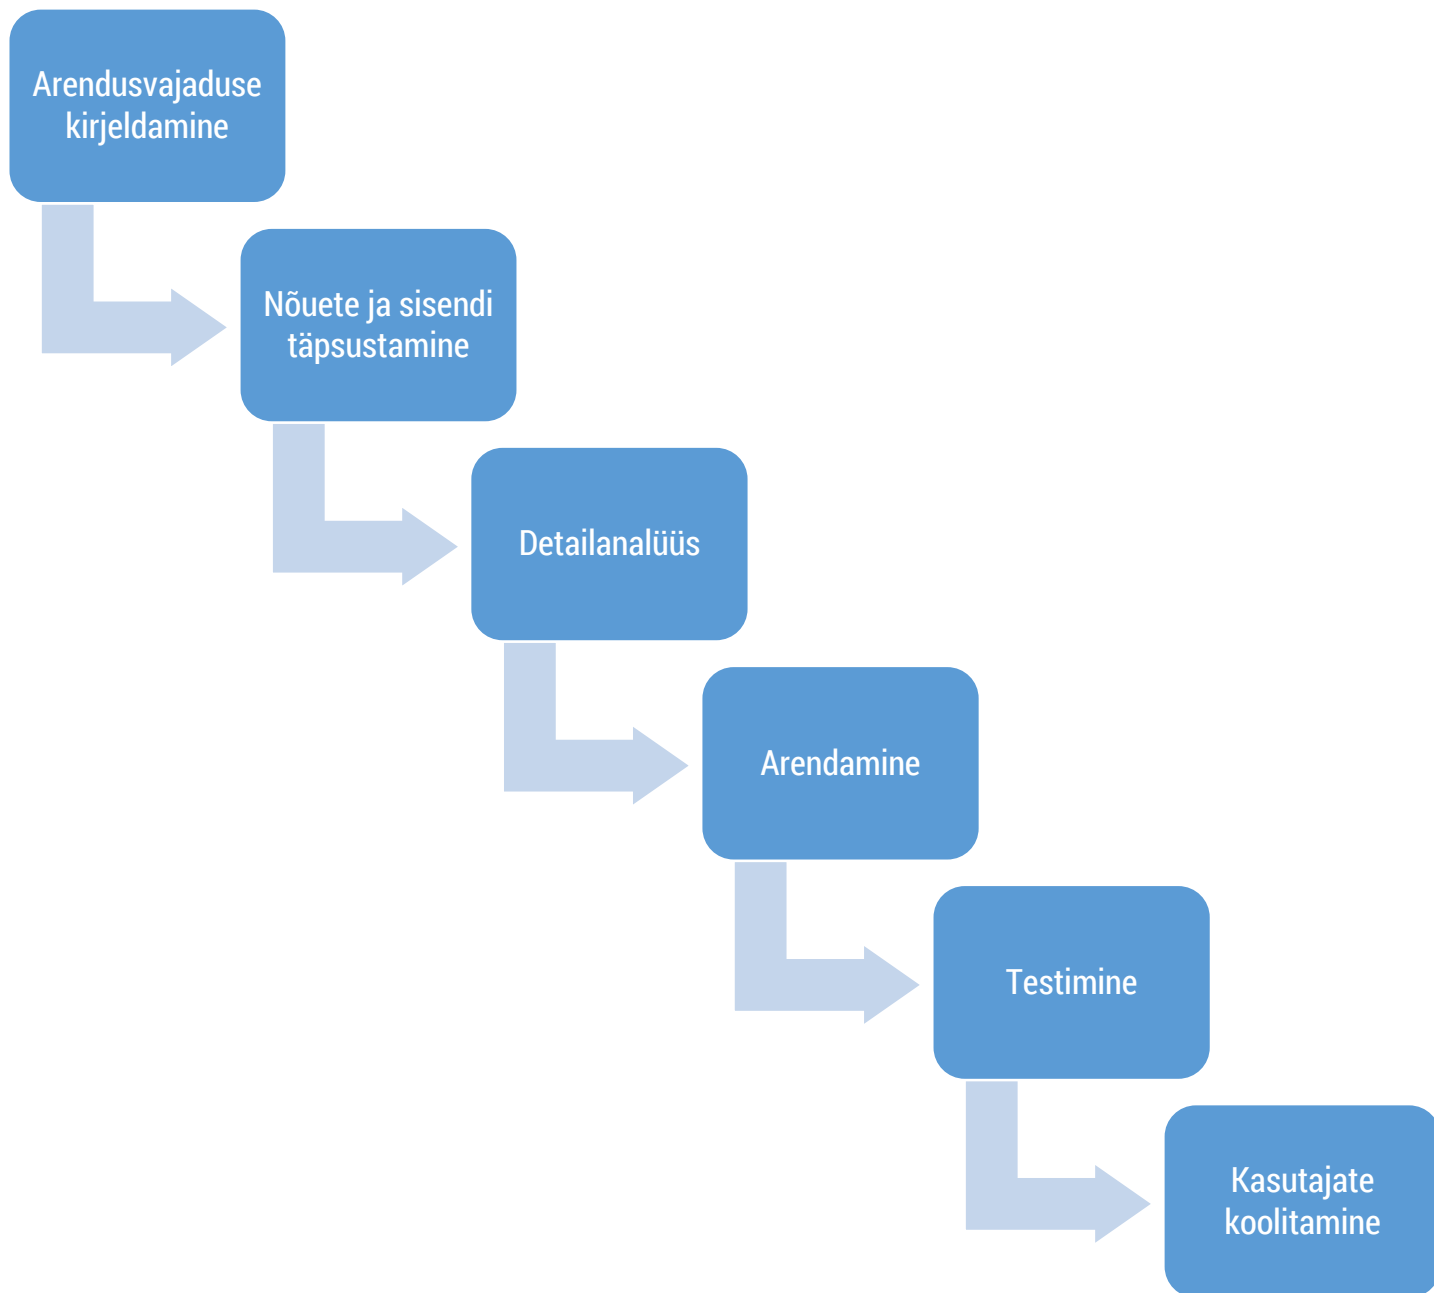 Arendusvajaduse
kirjeldamine
Nõuete ja sisendi
täpsustamine
Detailanalüüs
Arendamine
Testimine
Kasutajate
koolitamine